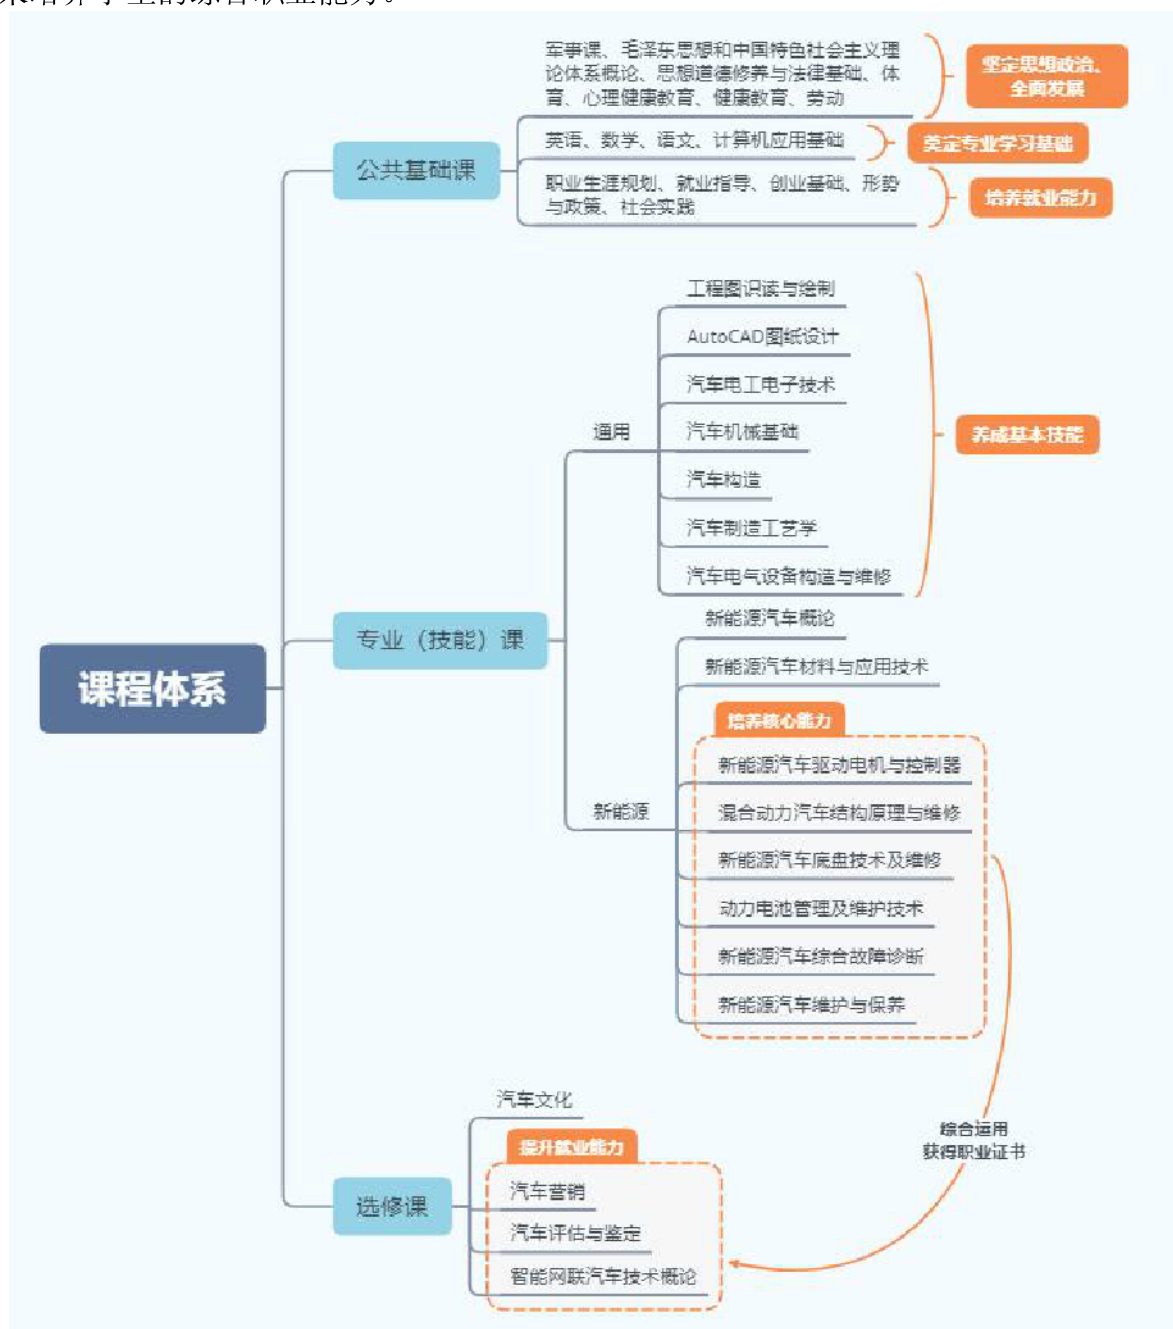 来培养学生的综合职业能力。
军事课、毛泽东思想和中国特色社会主义理
论体系概论、思想道德修养与法律基础、体
育、心理健康教育、健康教育、劳动
坚定思想政治、
全面发展
英语、数学、语文、计算机应用基础
奠定专业学习基础
公共基础课
职业生涯规划、就业指导、创业基础、形势
与政策、社会实践
培养就业能力
工程图识读与绘制
AutoCAD图纸设计
汽车电工电子技术
通用
汽车机械基础
养成基本技能
汽车构造
汽车制造工艺学
汽车电气设备构造与维修
新能源汽车概论
专业（技能）课
新能源汽车材料与应用技术
课程体系
培养核心能力
新能源汽车驱动电机与控制器
新能源
混合动力汽车结构原理与维修
新能源汽车底盘技术及维修
动力电池管理及维护技术
新能源汽车综合故障诊断
新能源汽车维护与保养
汽车文化
综合运用
获得职业证书
提升就业能力
汽车营销
选修课
汽车评估与鉴定
智能网联汽车技术概论